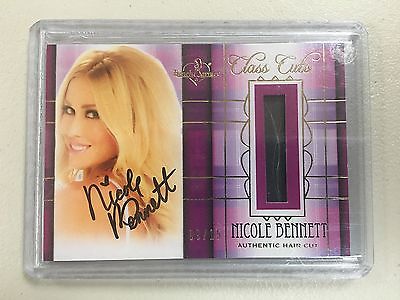 Class Cuts
Nicole
Bennett
NICOLE BENNETT
AUTHENTIC HAIR CUT